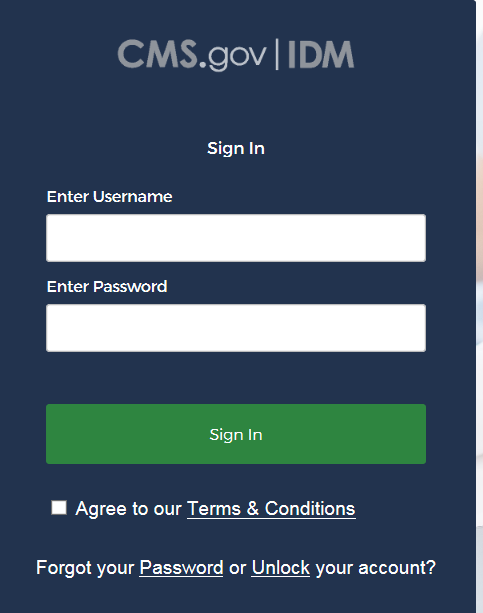 CMS.gov|IDM
Sign In
Enter Username
Enter Password
Sign In
Agree to our Terms & Conditions
Forgot your Password or Unlock your account?